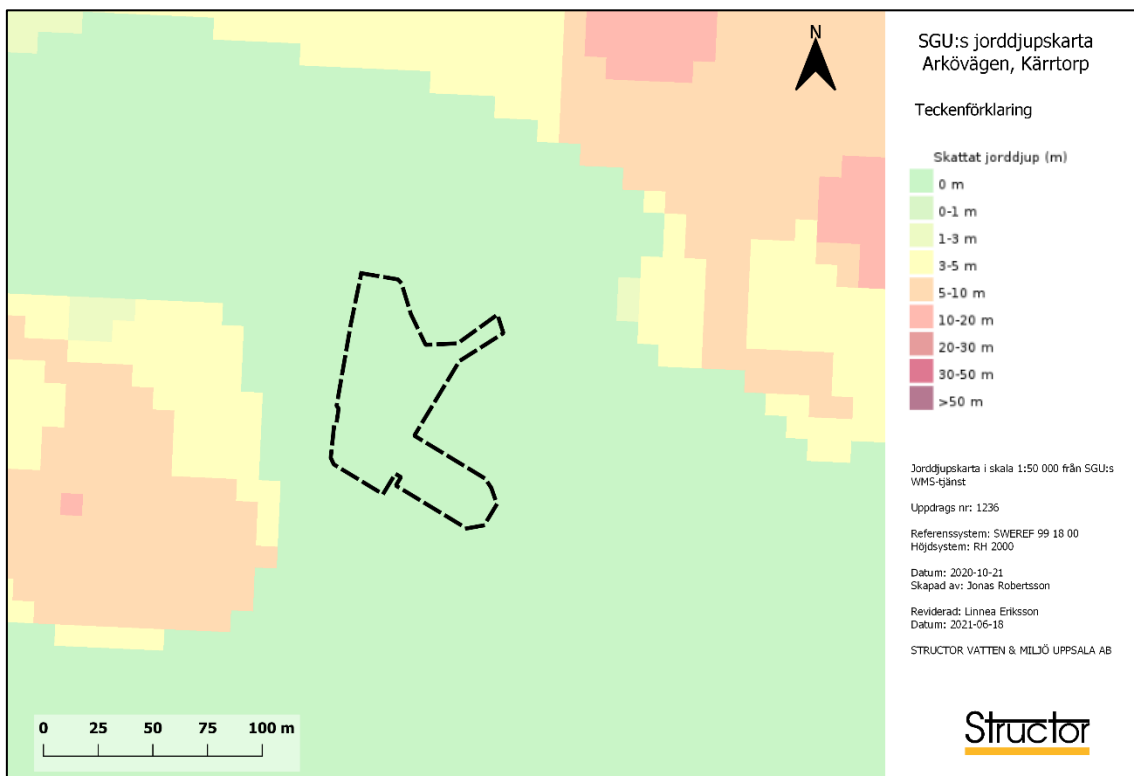 N
SGU:s jorddjupskarta
Arkövägen, Kärrtorp
Teckenförklaring
Skattat jorddjup (m)
0 m
0-1 m
1-3 m
3-5 m
5-10 m
10-20 m
20-30 m
30-50 m
>50 m
Jorddjupskarta i skala 1:50 000 från SGU:s
WMS-tjänst
Uppdrags nr: 1236
Referenssystem: SWEREF 99 18 00
Höjdsystem: RH 2000
Datum: 2020-10-21
Skapad av: Jonas Robertsson
Reviderad: Linnea Eriksson
Datum: 2021-06-18
STRUCTOR VATTEN & MILJÖ UPPSALA AB
0 25 50 75 100 m
Structor